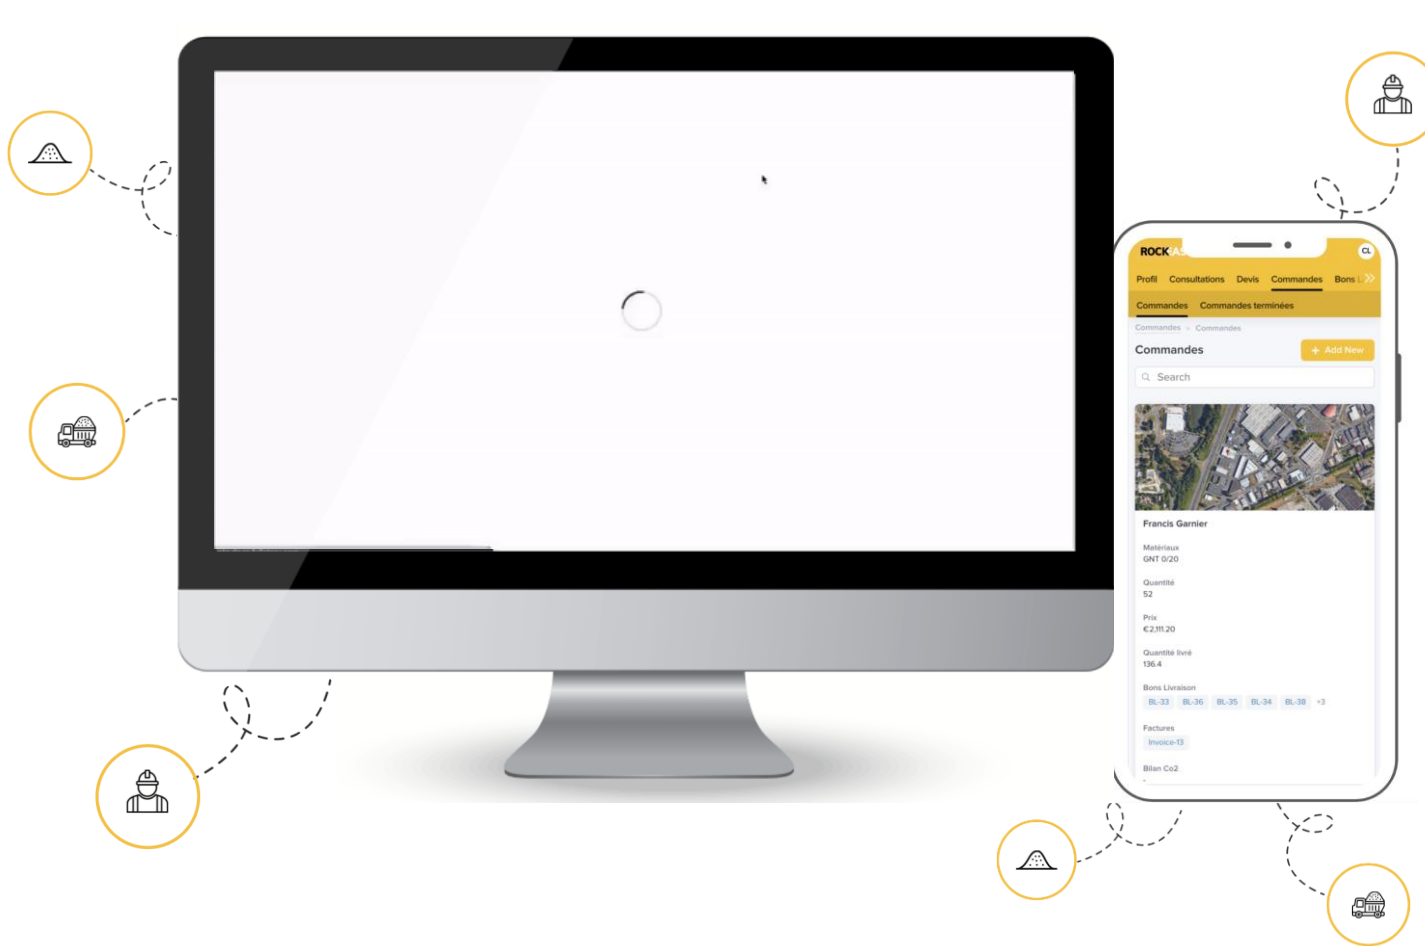 ROCK
CL
Profil Consultations Devis Commandes Bons
Commandes Commandes terminées
Commandes > Commandes
Commandes
+ Add New
Search
Francis Garnier
Matériaux
GNT 0/20
Quantité
52
Prix
€2,111.20
Quantité livré
136.4
Bons Livraison
BL-33 BL-36 BL-35 BL-34 BL-38 +3
Factures
Invoice-13
Bilan Co2